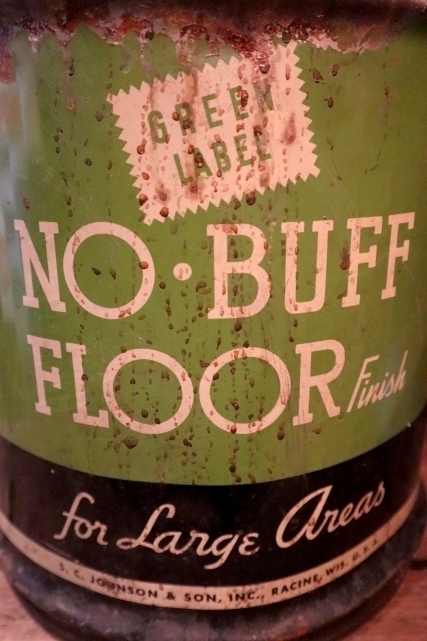 GREEN
LABEL
NO·BUFF
FLOOR Finish
for Large Areas
S. C. JOHNSON & SON, INC., RACINE, WIS. U.S.A.